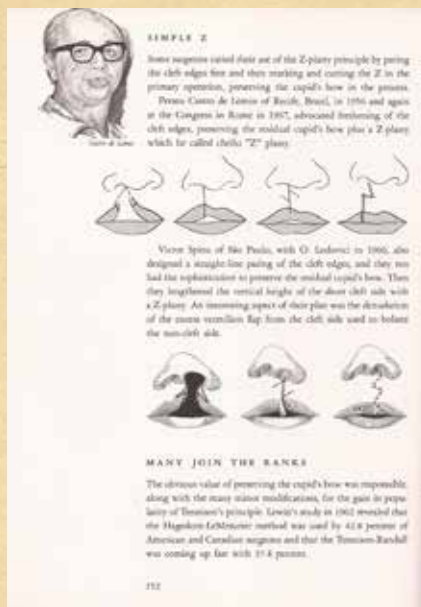 SIMPLE Z
Some surgeons varied their use of the Z-plasty principle by paring
the cleft edges first and then marking and cutting the Z in the
primary operation, preserving the cupid's bow in the process.
Perseu Castro de Lemos of Recife, Brazil, in 1956 and again
at the Congress in Rome in 1967, advocated freshening of the
cleft edges, preserving the residual cupid's bow plus a Z-plasty
which he called cheilo "Z" plasty.
Castro de Lemos
Victor Spina of São Paulo, with O. Lodovici in 1960, also
designed a straight-line paring of the cleft edges, and they too
had the sophistication to preserve the residual cupid's bow. Then
they lengthened the vertical height of the short cleft side with
a Z-plasty. An interesting aspect of their plan was the denudation
of the excess vermilion flap from the cleft side used to bolster
the non-cleft side.
MANY JOIN THE RANKS
The obvious value of preserving the cupid's bow was responsible,
along with the many minor modifications, for the gain in popu-
larity of Tennison's principle. Lewin's study in 1962 revealed that
the Hagedorn-LeMesurier method was used by 42.8 percent of
American and Canadian surgeons and that the Tennison-Randall
was coming up fast with 37.8 percent.